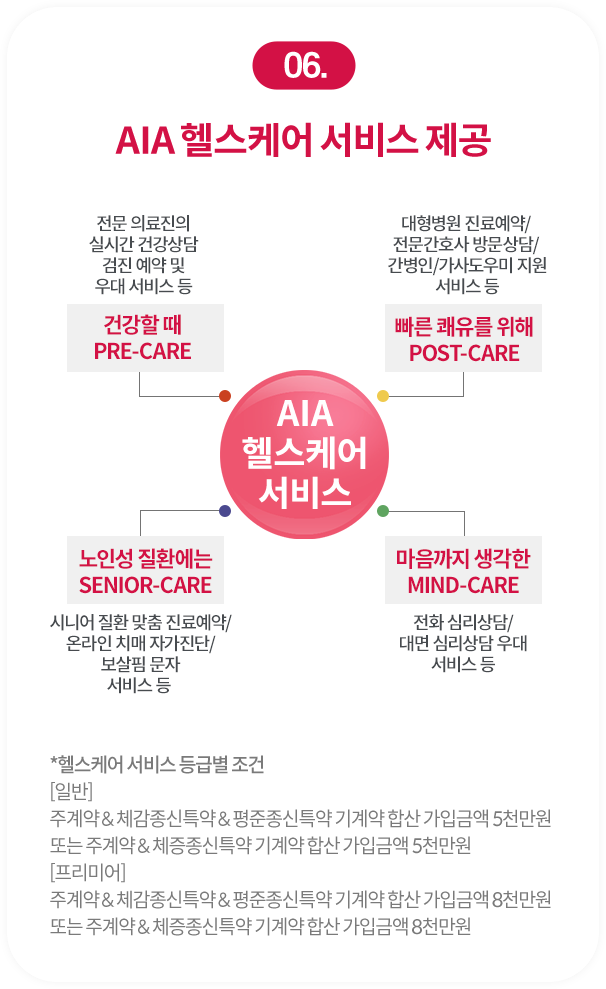 06.
AIA 헬스케어 서비스 제공
전문 의료진의
실시간 건강상담
검진 예약 및
우대 서비스 등
건강할 때
PRE-CARE
대형병원 진료예약/
전문간호사 방문상담/
간병인/가사도우미 지원
서비스 등
빠른 쾌유를 위해
POST-CARE
AIA
헬스케어
서비스
노인성 질환에는
SENIOR-CARE
시니어 질환 맞춤 진료예약/
온라인 치매 자가진단/
보살핌 문자
서비스 등
마음까지 생각한
MIND-CARE
전화 심리상담/
대면 심리상담 우대
서비스 등
*헬스케어 서비스 등급별 조건
[일반]
주계약 & 체감종신특약 & 평준종신특약 기계약 합산 가입금액 5천만원
또는 주계약 & 체증종신특약 기계약 합산 가입금액 5천만원
[프리미어]
주계약 & 체감종신특약 & 평준종신특약 기계약 합산 가입금액 8천만원
또는 주계약 & 체증종신특약 기계약 합산 가입금액 8천만원